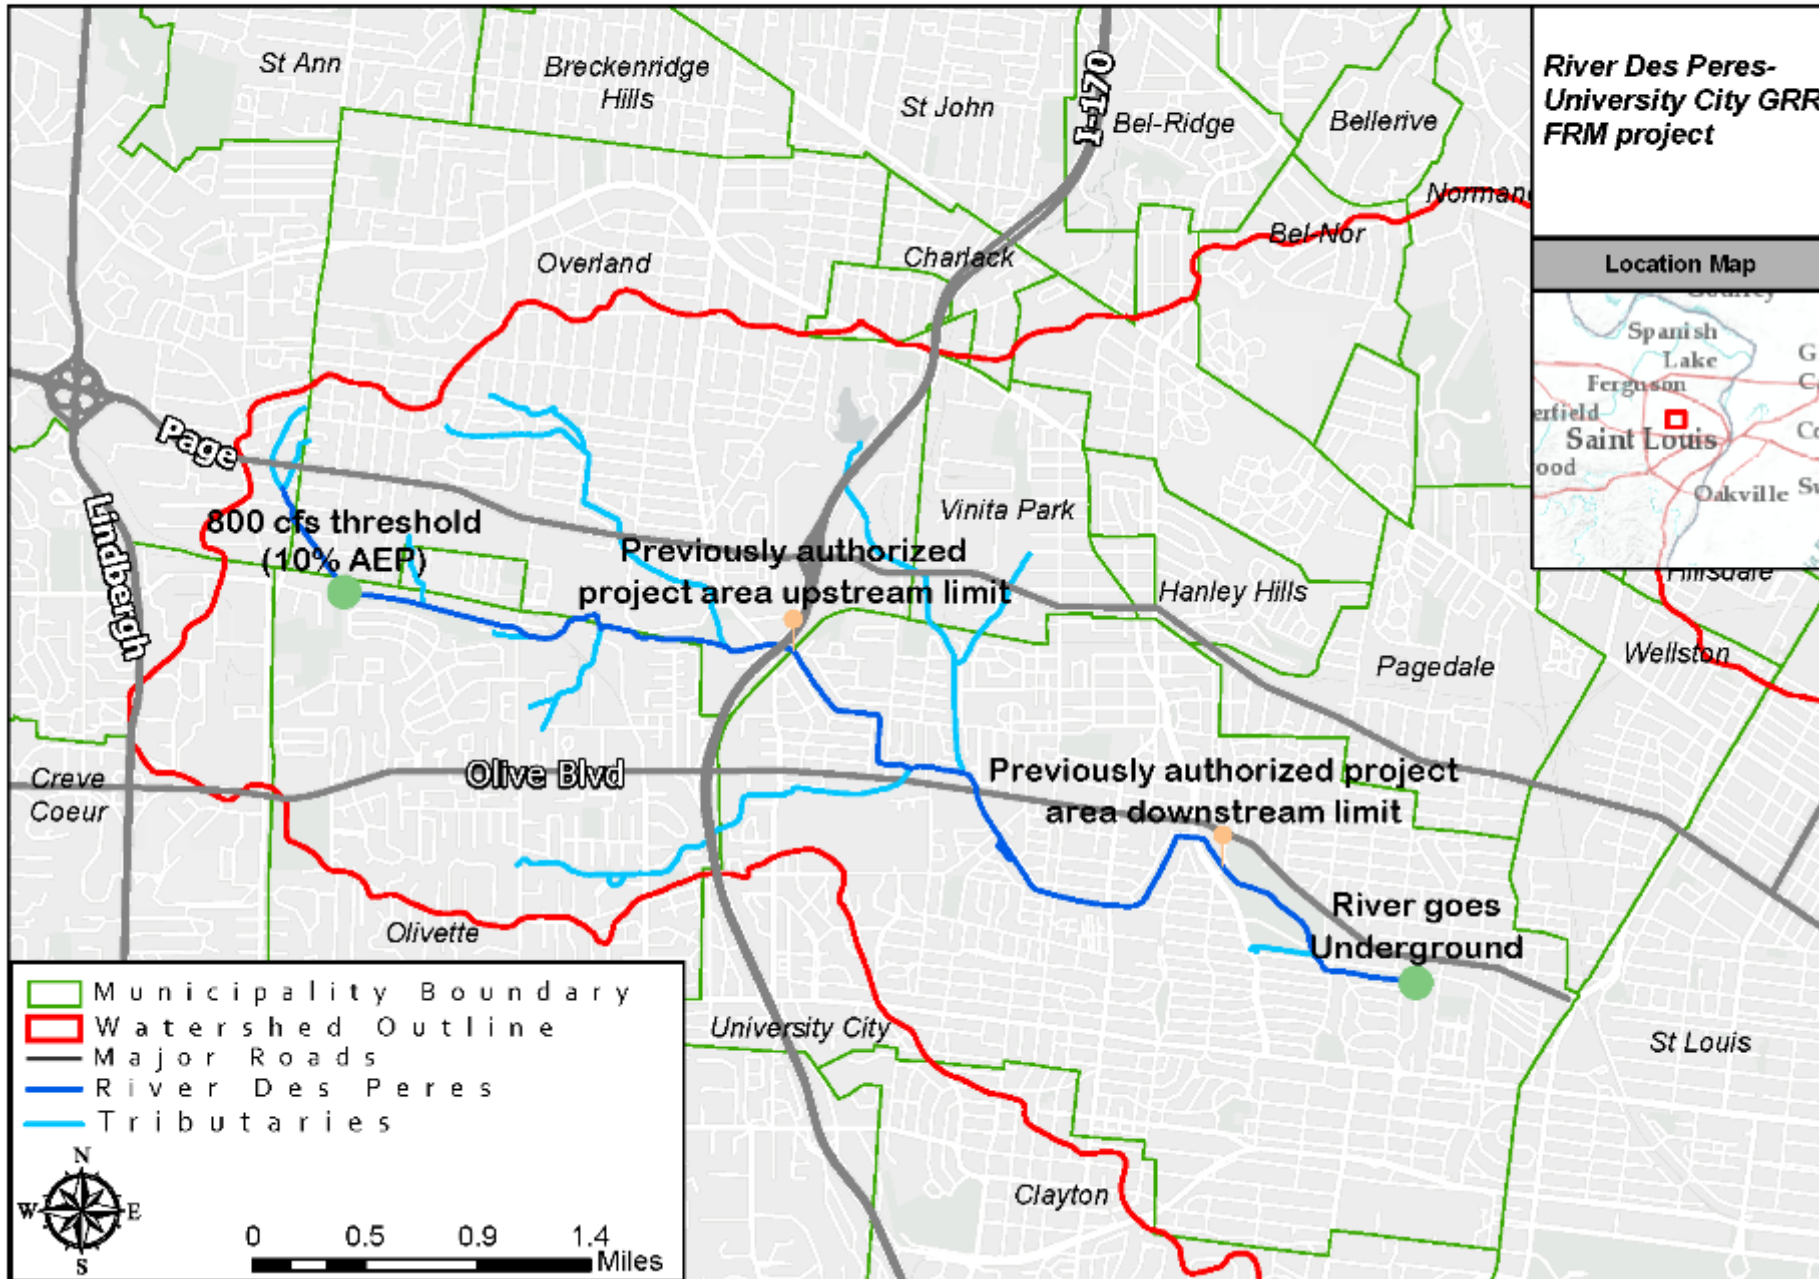 St Ann
Breckenridge
Hills
St John
I-170
Bel-Ridge
Bellerive
River Des Peres-
University City GRR
FRM project
Location Map
Spanish
Lake
Ferguson
Saint Louis
Oakville
Overland
Charlack
Bel-Nor
Page
Lindbergh
800 cfs threshold
(10% AEP)
Previously authorized
project area upstream limit
Vinita Park
Hanley Hills
Pagedale
Wellston
Hillsdale
Creve
Coeur
Olive Blvd
Previously authorized project
area downstream limit
River goes
Underground
Olivette
University City
St Louis
Clayton
Municipality Boundary
Watershed Outline
Major Roads
River Des Peres
Tributaries
N
W E
S
0 0.5 0.9 1.4
Miles